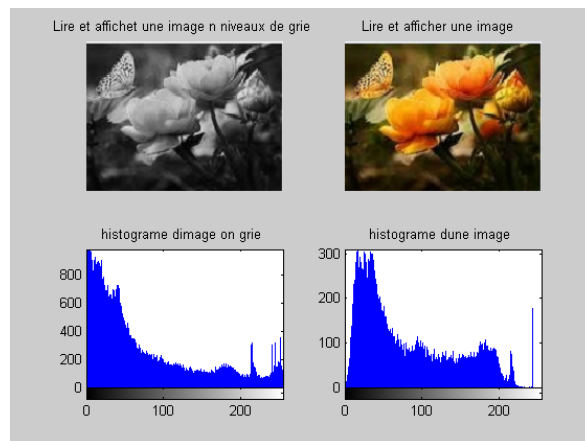 Lire et affichet une image n niveaux de grie
Lire et afficher une image
histograme dimage on grie
histograme dune image
800
600
400
200
0
0 100 200
300
200
100
0
0 100 200